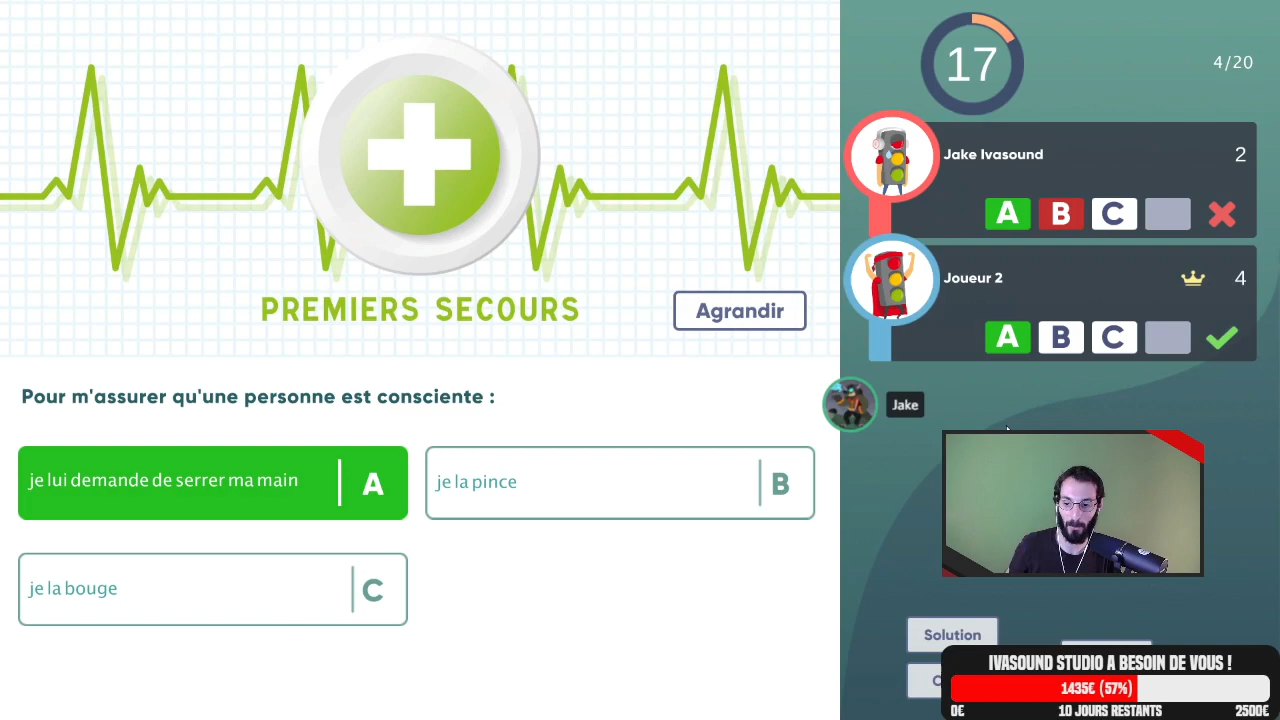 PREMIERS SECOURS
Agrandir
Pour m'assurer qu'une personne est consciente :
je lui demande de serrer ma main
A
je la pince
B
je la bouge
C
17
4/20
Jake Ivasound
2
A B C
Joueur 2
4
A B C
Jake
Solution
IVASOUND STUDIO A BESOIN DE VOUS !
1435€ (57%)
0€
10 JOURS RESTANTS
2500€